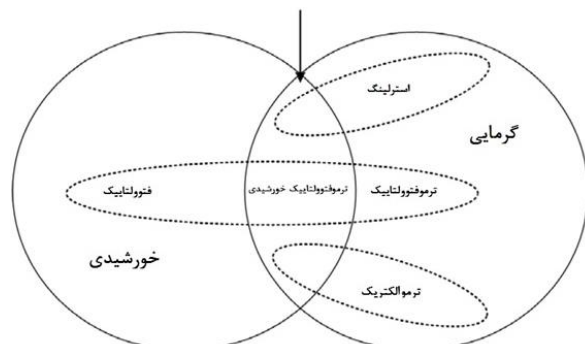 استرلینگ
گرمایی
فتوولتاییک
ترموفتوولتاییک خورشیدی
ترموفتوولتاییک
خورشیدی
ترموالکتریک